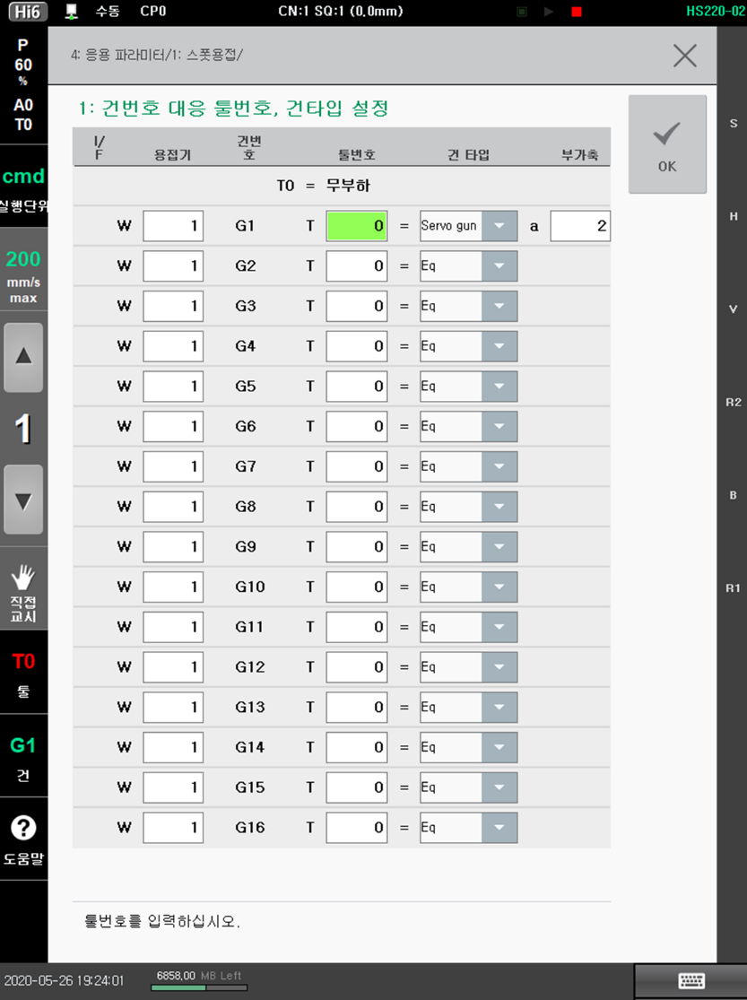 Hi6 수동 CP0 CN:1 SQ:1 (0,0mm) HS220-02
P
60
%
A0
T0
cmd
실행단위
200
mm/s
max
1
직접
교시
T0
툴
G1
건
?
도움말
4: 응용 파라미터/1: 스폿용접/
1: 건번호 대응 툴번호, 건타입 설정
OK
I/F 용접기 건번호 툴번호 건 타입 부가축
T0 = 무부하
W 1 G1 T 0 = Servo gun a 2
W 1 G2 T 0 = Eq
W 1 G3 T 0 = Eq
W 1 G4 T 0 = Eq
W 1 G5 T 0 = Eq
W 1 G6 T 0 = Eq
W 1 G7 T 0 = Eq
W 1 G8 T 0 = Eq
W 1 G9 T 0 = Eq
W 1 G10 T 0 = Eq
W 1 G11 T 0 = Eq
W 1 G12 T 0 = Eq
W 1 G13 T 0 = Eq
W 1 G14 T 0 = Eq
W 1 G15 T 0 = Eq
W 1 G16 T 0 = Eq
툴번호를 입력하십시오.
S
H
V
R2
B
R1
2020-05-26 19:24:01 6858,00 MB Left